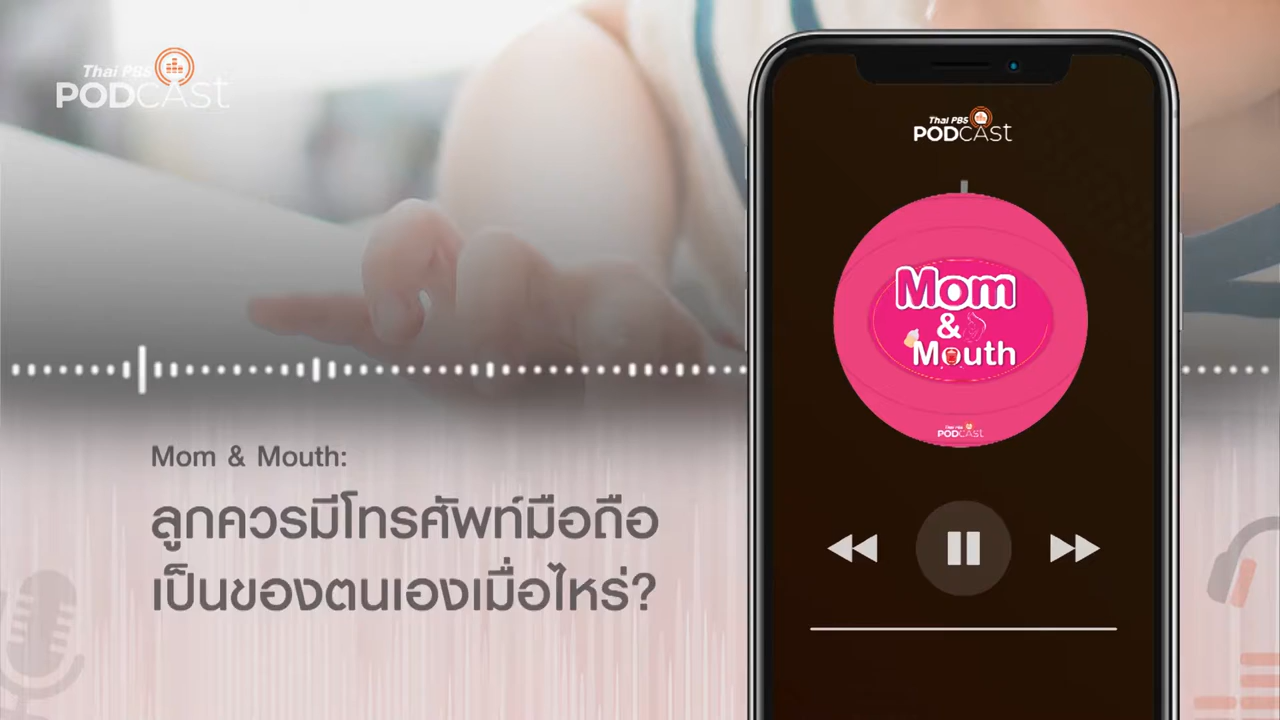 Thai PBS
PODCAST
Thai PBS
PODCAST
Mom
&
Mouth
Thai PBS
PODCAST
Mom & Mouth:
ลูกควรมีโทรศัพท์มือถือ
เป็นของตนเองเมื่อไหร่?